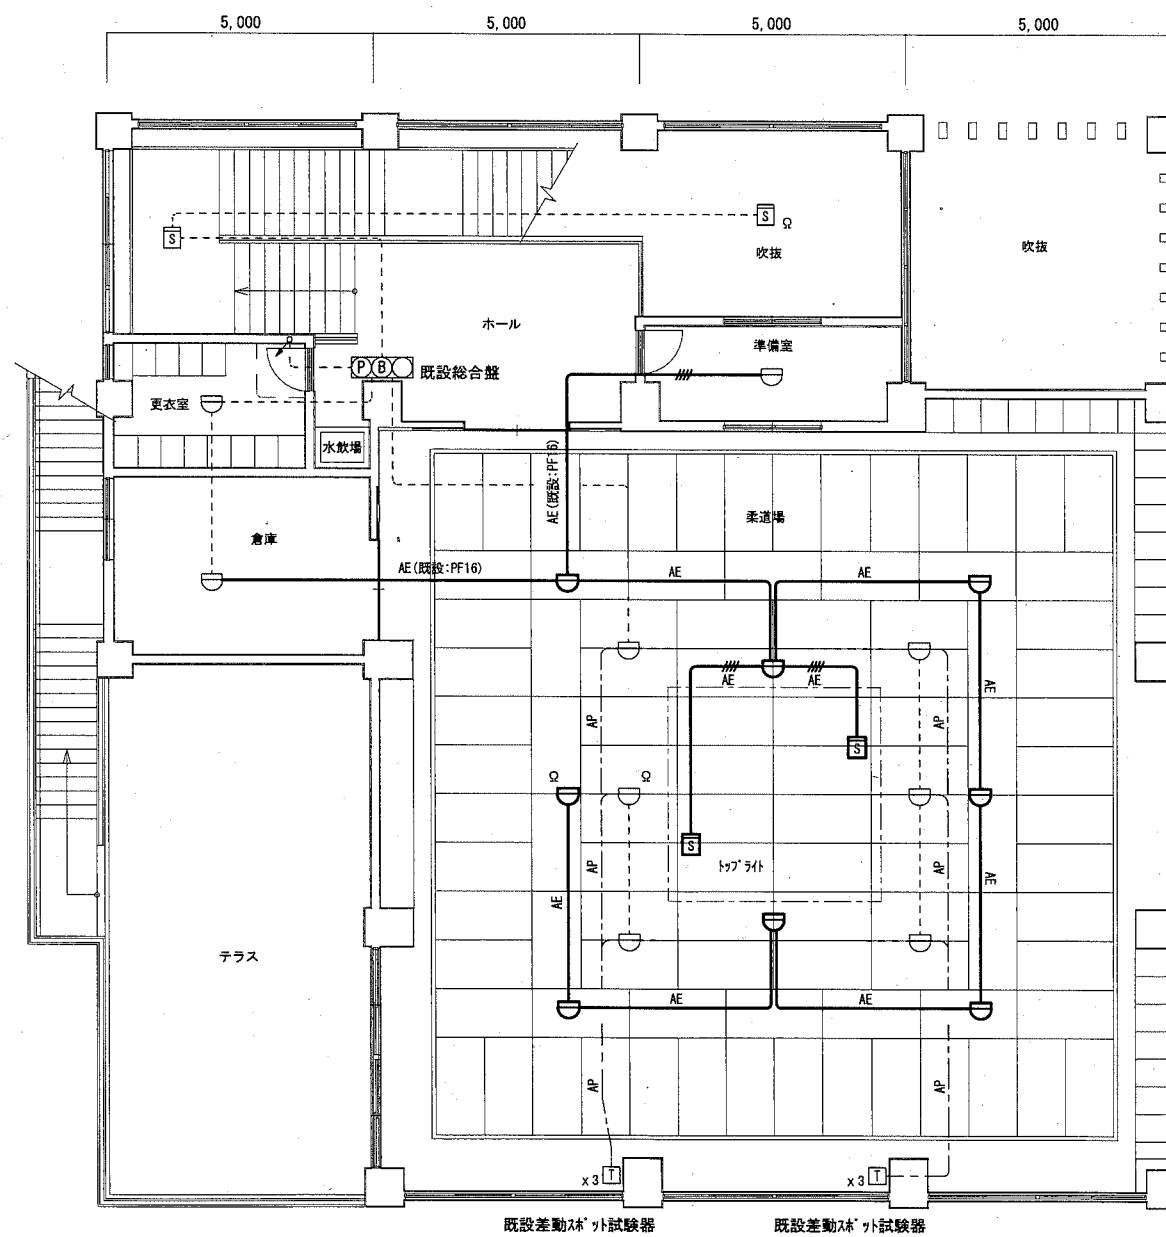 5,000 5,000 5,000 5,000
S
S Ω
吹抜
吹抜
ホール
準備室
P B 既設総合盤
更衣室
水飲場
AE(既設:PF16)
柔道場
倉庫
AE(既設:PF16) AE AE
AE AE
AE
AP AP
S
Ω Ω
S
トップライト
AP AP
AE AE
テラス
AE AE
AP AP
x3 T x3 T
既設差動スポット試験器 既設差動スポット試験器